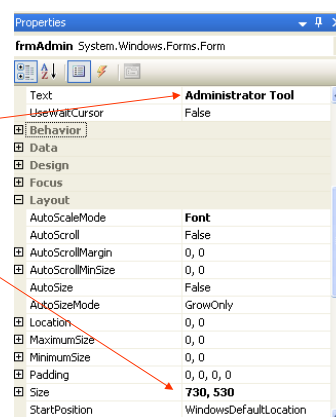 Properties
frmAdmin System.Windows.Forms.Form
Text Administrator Tool
UseWaitCursor False
Behavior
Data
Design
Focus
Layout
AutoScaleMode Font
AutoScroll False
AutoScrollMargin 0, 0
AutoScrollMinSize 0, 0
AutoSize False
AutoSizeMode GrowOnly
Location 0, 0
MaximumSize 0, 0
MinimumSize 0, 0
Padding 0, 0, 0, 0
Size 730, 530
StartPosition WindowsDefaultLocation